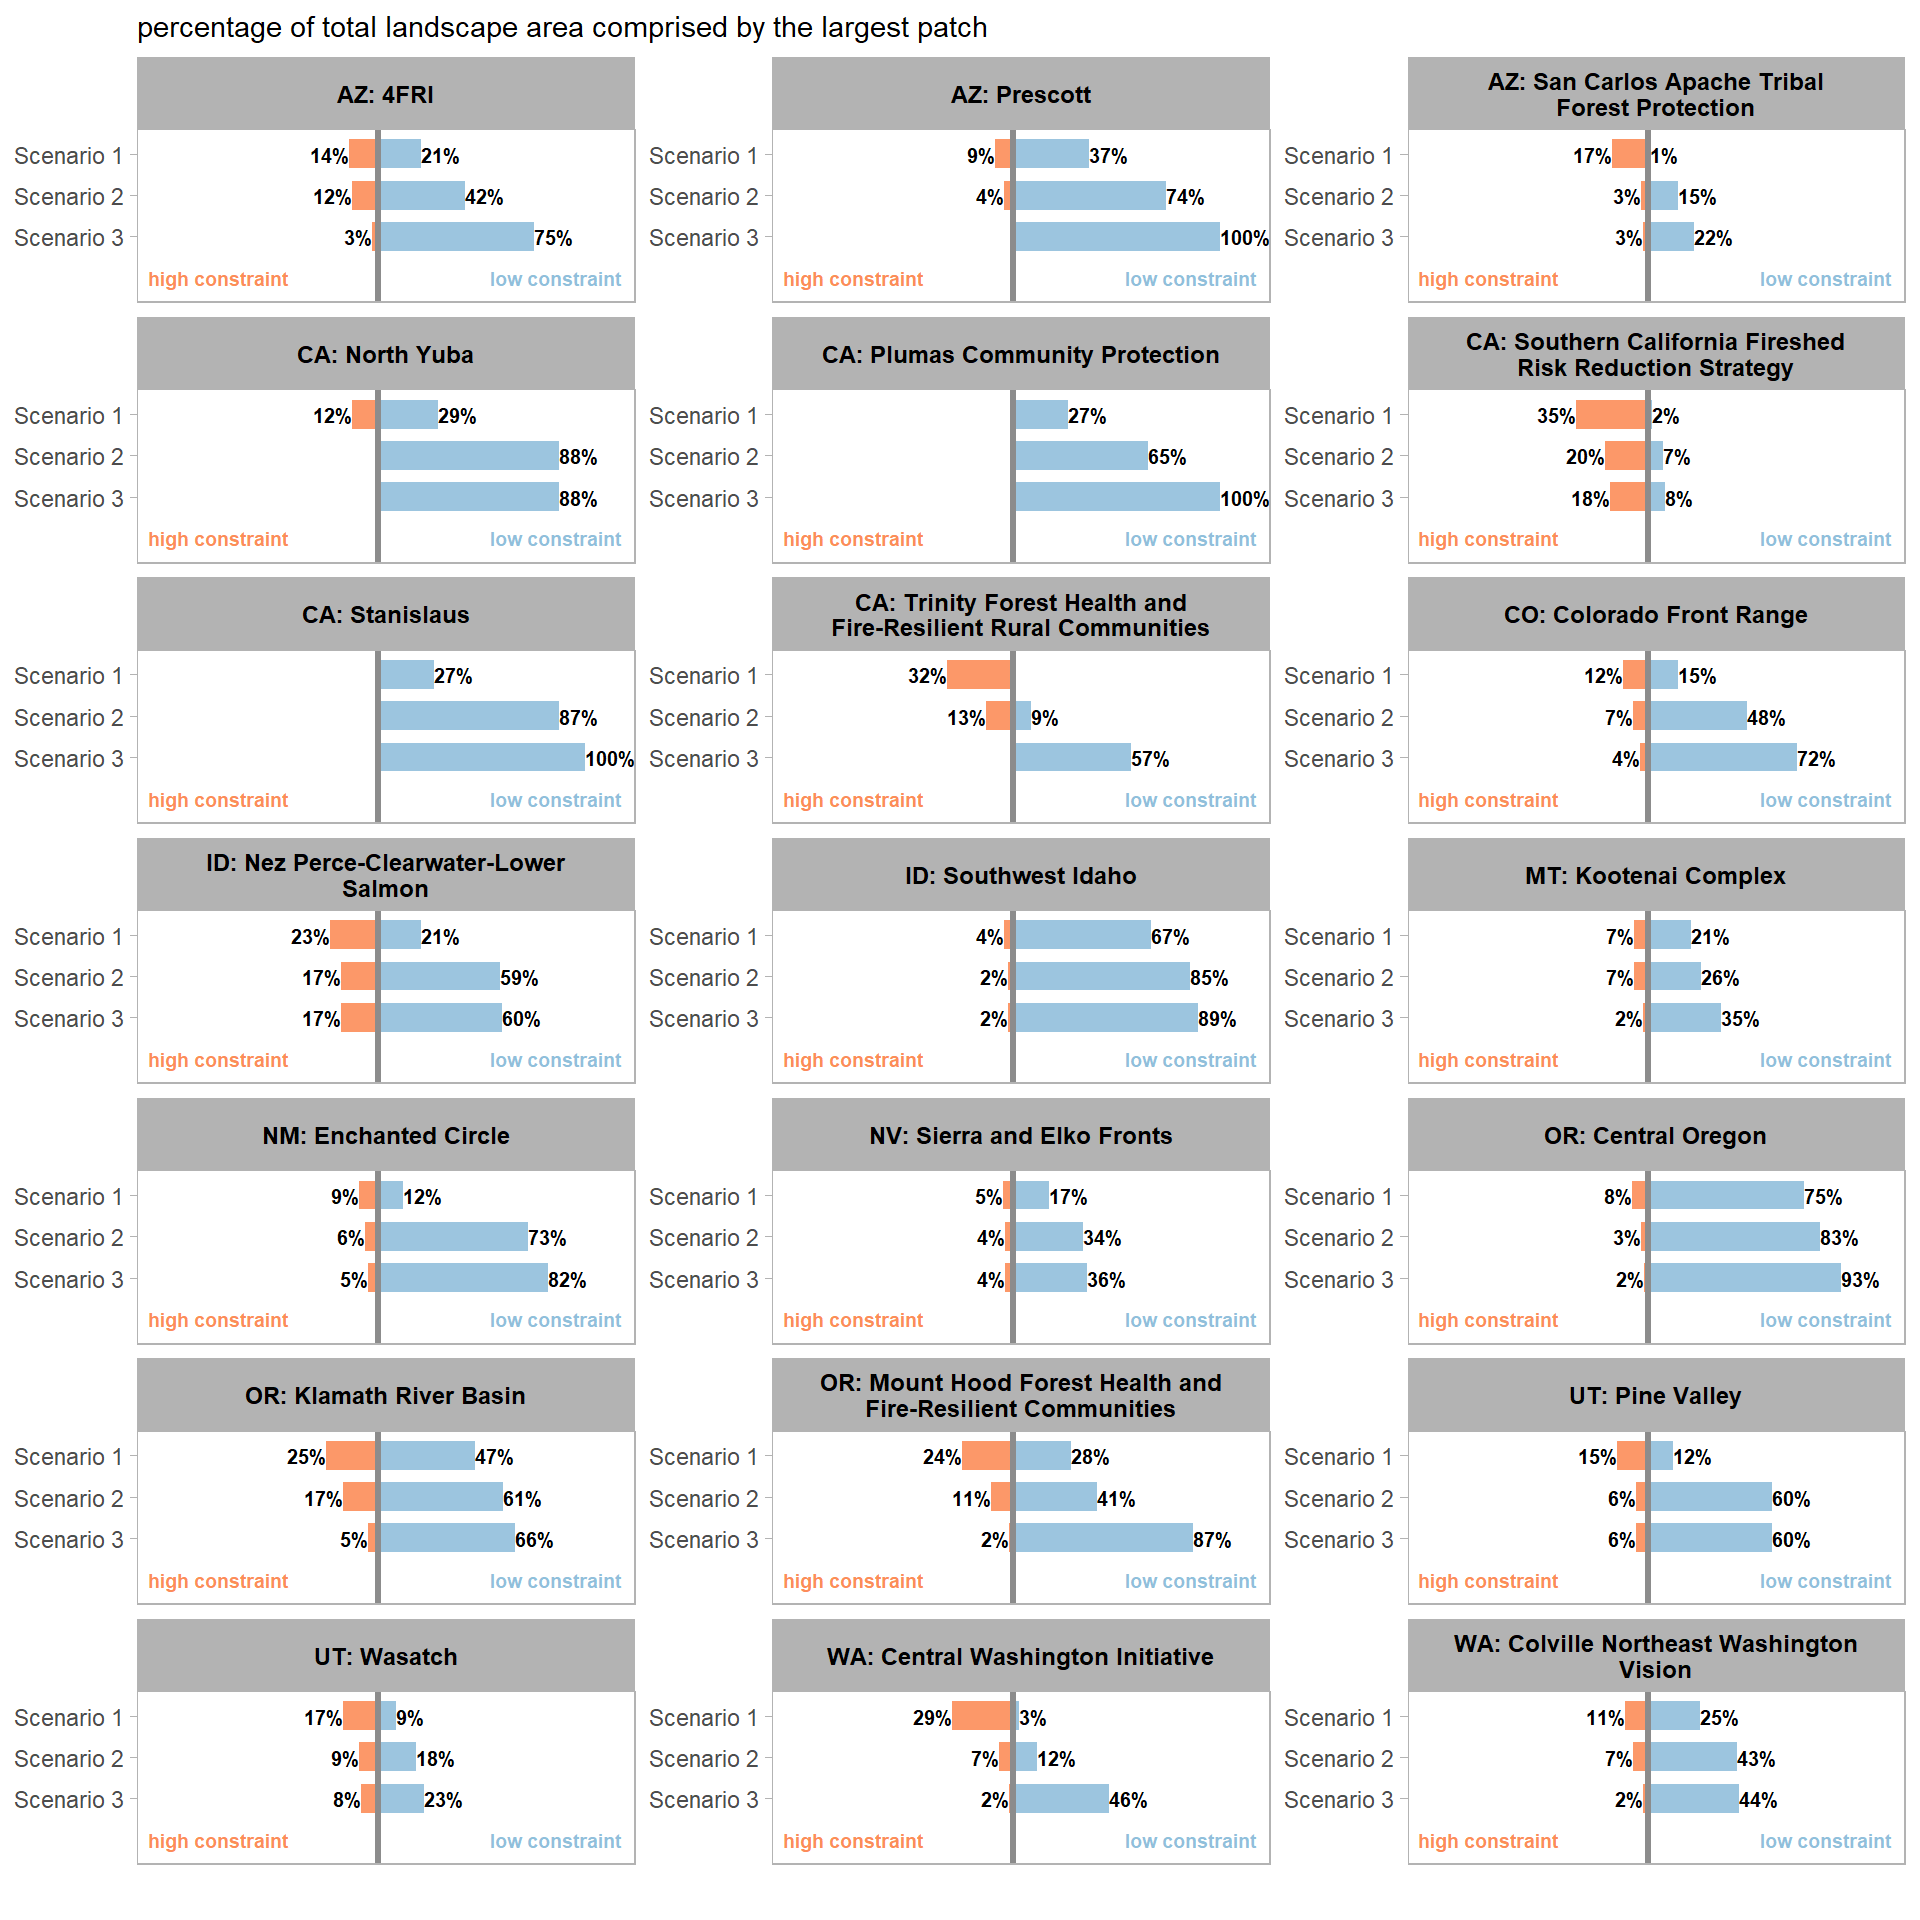 percentage of total landscape area comprised by the largest patch
AZ: 4FRI
Scenario 1 14% 21%
Scenario 2 12% 42%
Scenario 3 3% 75%
high constraint low constraint
AZ: Prescott
Scenario 1 9% 37%
Scenario 2 4% 74%
Scenario 3 100%
high constraint low constraint
AZ: San Carlos Apache Tribal
Forest Protection
Scenario 1 17% 1%
Scenario 2 3% 15%
Scenario 3 3% 22%
high constraint low constraint
CA: North Yuba
Scenario 1 12% 29%
Scenario 2 88%
Scenario 3 88%
high constraint low constraint
CA: Plumas Community Protection
Scenario 1 27%
Scenario 2 65%
Scenario 3 100%
high constraint low constraint
CA: Southern California Fireshed
Risk Reduction Strategy
Scenario 1 35% 2%
Scenario 2 20% 7%
Scenario 3 18% 8%
high constraint low constraint
CA: Stanislaus
Scenario 1 27%
Scenario 2 87%
Scenario 3 100%
high constraint low constraint
CA: Trinity Forest Health and
Fire-Resilient Rural Communities
Scenario 1 32%
Scenario 2 13% 9%
Scenario 3 57%
high constraint low constraint
CO: Colorado Front Range
Scenario 1 12% 15%
Scenario 2 7% 48%
Scenario 3 4% 72%
high constraint low constraint
ID: Nez Perce-Clearwater-Lower
Salmon
Scenario 1 23% 21%
Scenario 2 17% 59%
Scenario 3 17% 60%
high constraint low constraint
ID: Southwest Idaho
Scenario 1 4% 67%
Scenario 2 2% 85%
Scenario 3 2% 89%
high constraint low constraint
MT: Kootenai Complex
Scenario 1 7% 21%
Scenario 2 7% 26%
Scenario 3 2% 35%
high constraint low constraint
NM: Enchanted Circle
Scenario 1 9% 12%
Scenario 2 6% 73%
Scenario 3 5% 82%
high constraint low constraint
NV: Sierra and Elko Fronts
Scenario 1 5% 17%
Scenario 2 4% 34%
Scenario 3 4% 36%
high constraint low constraint
OR: Central Oregon
Scenario 1 8% 75%
Scenario 2 3% 83%
Scenario 3 2% 93%
high constraint low constraint
OR: Klamath River Basin
Scenario 1 25% 47%
Scenario 2 17% 61%
Scenario 3 5% 66%
high constraint low constraint
OR: Mount Hood Forest Health and
Fire-Resilient Communities
Scenario 1 24% 28%
Scenario 2 11% 41%
Scenario 3 2% 87%
high constraint low constraint
UT: Pine Valley
Scenario 1 15% 12%
Scenario 2 6% 60%
Scenario 3 6% 60%
high constraint low constraint
UT: Wasatch
Scenario 1 17% 9%
Scenario 2 9% 18%
Scenario 3 8% 23%
high constraint low constraint
WA: Central Washington Initiative
Scenario 1 29% 3%
Scenario 2 7% 12%
Scenario 3 2% 46%
high constraint low constraint
WA: Colville Northeast Washington
Vision
Scenario 1 11% 25%
Scenario 2 7% 43%
Scenario 3 2% 44%
high constraint low constraint